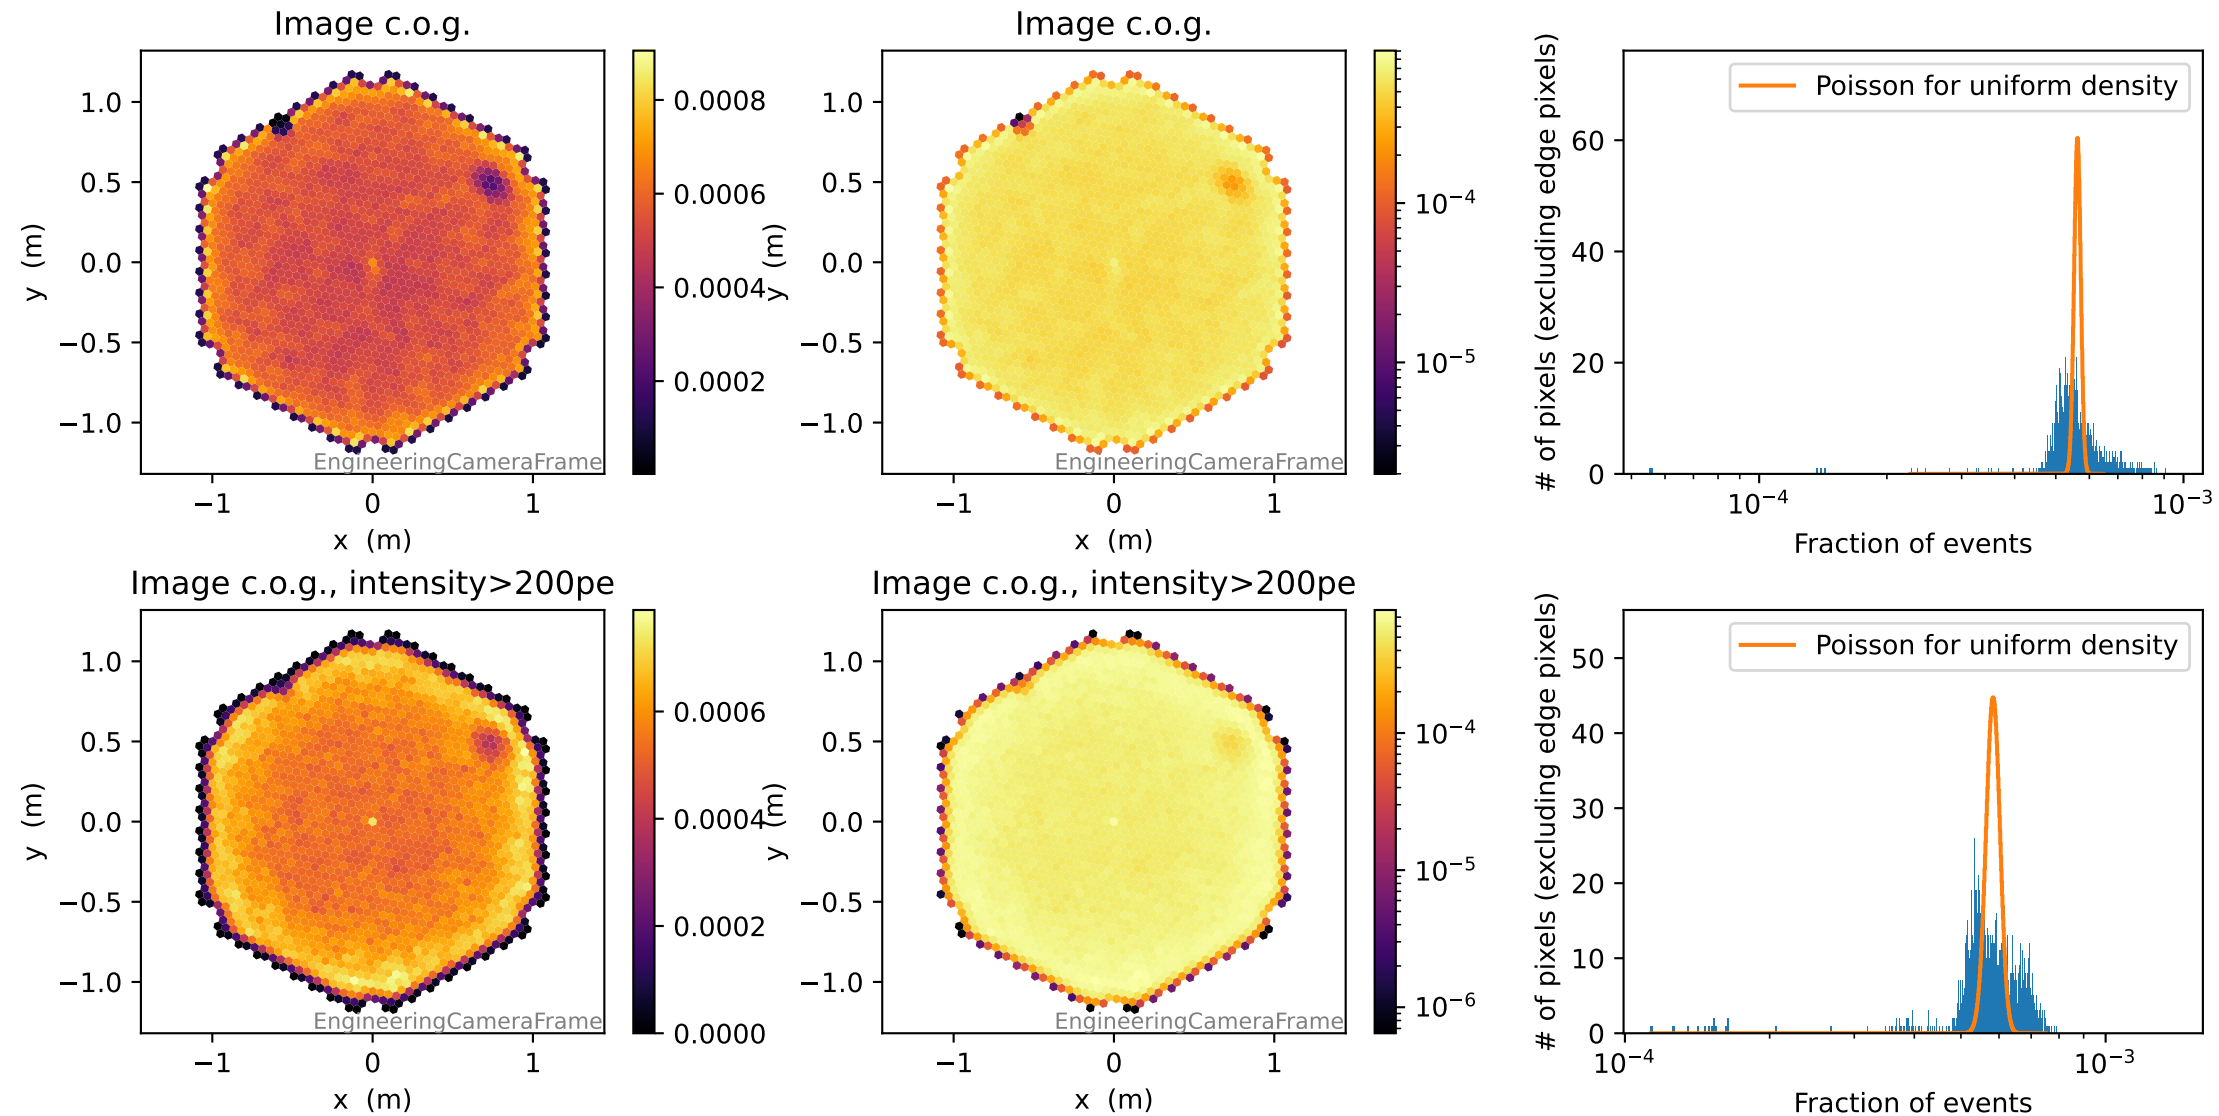 Image c.o.g.
1.0
0.5
0.0
−0.5
−1.0
y (m)
−1
0
1
x (m)
EngineeringCameraFrame
0.0008
0.0006
0.0004
0.0002
Image c.o.g.
1.0
0.5
0.0
−0.5
−1.0
y (m)
−1
0
1
x (m)
EngineeringCameraFrame
10⁻⁴
10⁻⁵
Poisson for uniform density
60
40
20
0
# of pixels (excluding edge pixels)
10⁻⁴
10⁻³
Fraction of events
Image c.o.g., intensity>200pe
1.0
0.5
0.0
−0.5
−1.0
y (m)
−1
0
1
x (m)
EngineeringCameraFrame
0.0006
0.0004
0.0002
0.0000
Image c.o.g., intensity>200pe
1.0
0.5
0.0
−0.5
−1.0
y (m)
−1
0
1
x (m)
EngineeringCameraFrame
10⁻⁴
10⁻⁵
10⁻⁶
Poisson for uniform density
50
40
30
20
10
0
# of pixels (excluding edge pixels)
10⁻⁴
10⁻³
Fraction of events